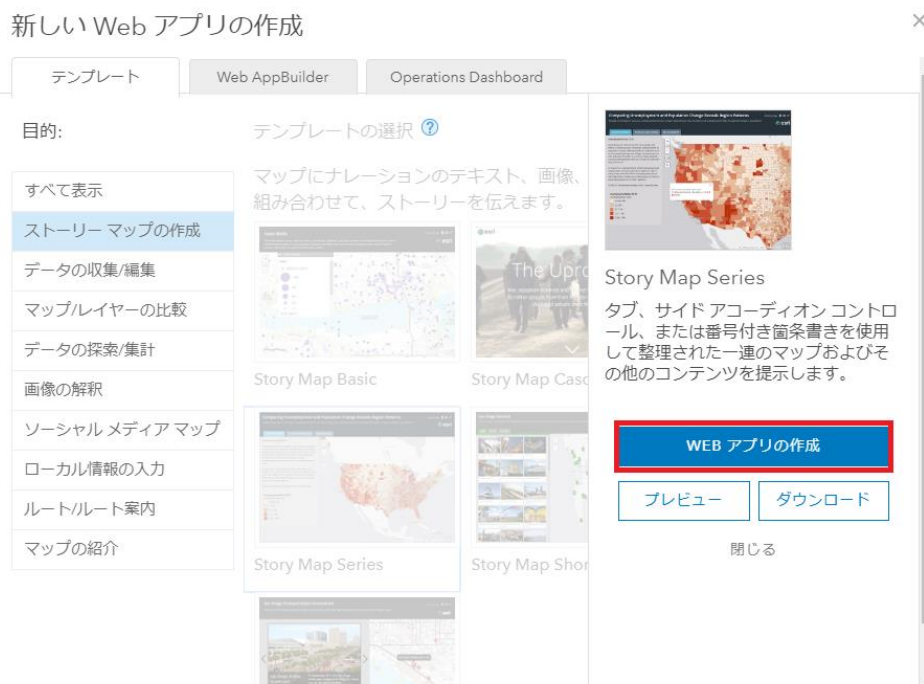 新しい Web アプリの作成
テンプレート
Web AppBuilder
Operations Dashboard
目的:
すべて表示
ストーリー マップの作成
データの収集/編集
マップ/レイヤーの比較
データの探索/集計
画像の解釈
ソーシャル メディア マップ
ローカル情報の入力
ルート/ルート案内
マップの紹介
テンプレートの選択
マップにナレーションのテキスト、画像、
組み合わせて、ストーリーを伝えます。
The Upro
Story Map Basic
Story Map Casc
Story Map Series
Story Map Shor
Story Map Series
タブ、サイド アコーディオン コントロ
ール、または番号付き箇条書きを使用
して整理された一連のマップおよびそ
の他のコンテンツを提示します。
WEB アプリの作成
プレビュー
ダウンロード
閉じる